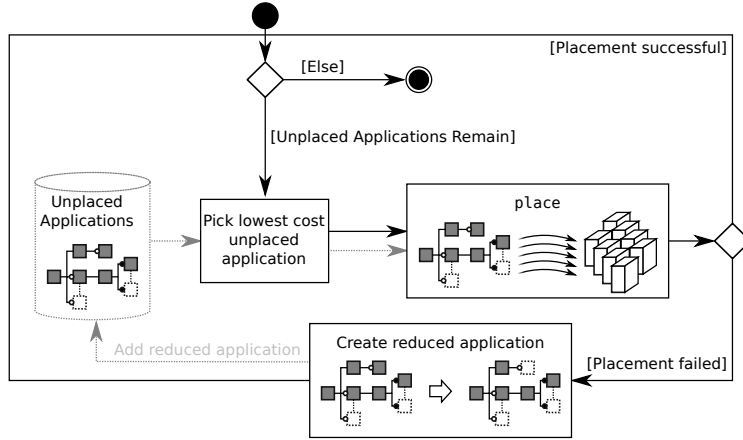 [Placement successful]
[Else]
[Unplaced Applications Remain]
Unplaced
Applications
Pick lowest cost
unplaced
application
place
Add reduced application
Create reduced application
[Placement failed]